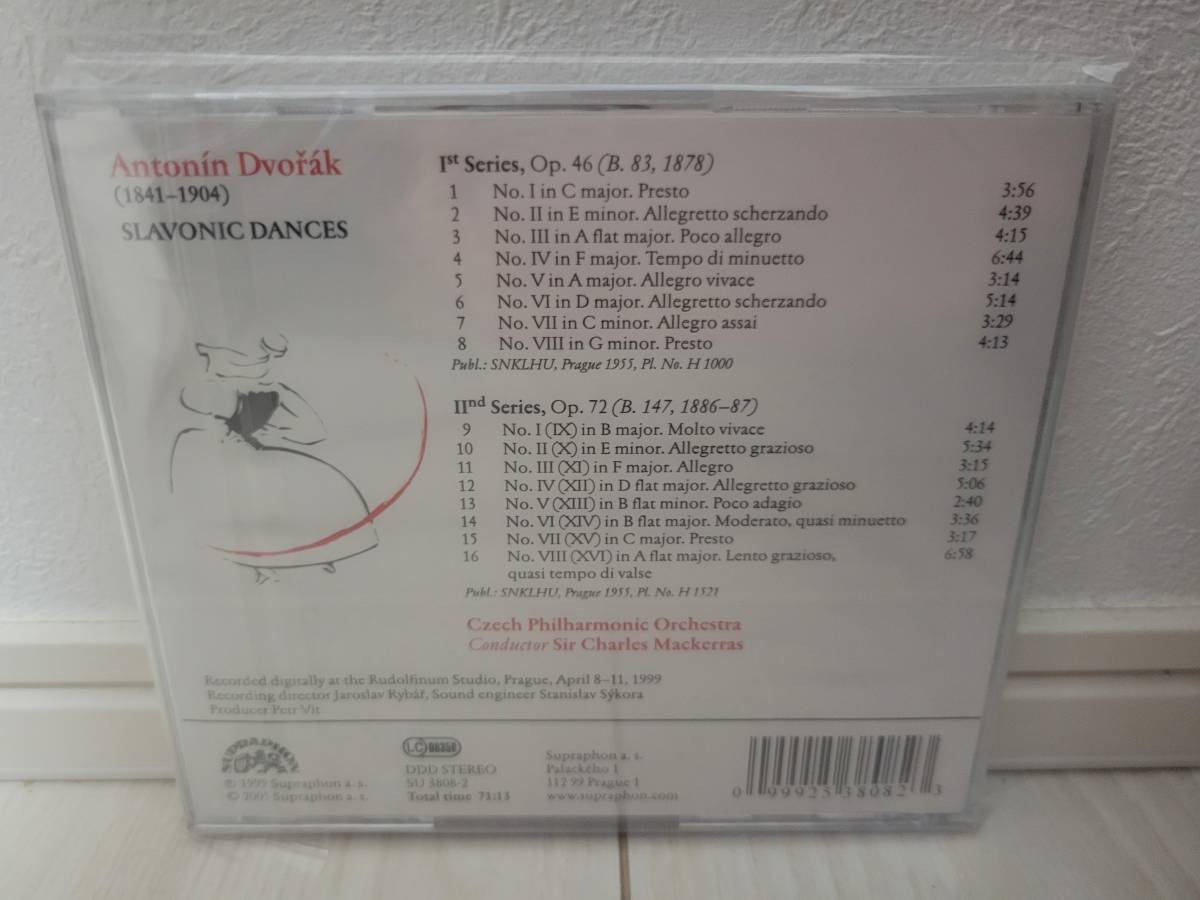 Antonín Dvořák
(1841–1904)
SLAVONIC DANCES
Ist Series, Op. 46 (B. 83, 1878)
1 No. I in C major. Presto 3:56
2 No. II in E minor. Allegretto scherzando 4:39
3 No. III in A flat major. Poco allegro 4:15
4 No. IV in F major. Tempo di minuetto 6:44
5 No. V in A major. Allegro vivace 3:14
6 No. VI in D major. Allegretto scherzando 5:14
7 No. VII in C minor. Allegro assai 3:29
8 No. VIII in G minor. Presto 4:13
Publ.: SNKLHU, Prague 1955, Pl. No. H 1000
IInd Series, Op. 72 (B. 147, 1886–87)
9 No. I (IX) in B major. Molto vivace 4:14
10 No. II (X) in E minor. Allegretto grazioso 5:34
11 No. III (XI) in F major. Allegro 3:15
12 No. IV (XII) in D flat major. Allegretto grazioso 5:06
13 No. V (XIII) in B flat minor. Poco adagio 2:40
14 No. VI (XIV) in B flat major. Moderato, quasi minuetto 3:36
15 No. VII (XV) in C major. Presto 3:17
16 No. VIII (XVI) in A flat major. Lento grazioso, 6:58
quasi tempo di valse
Publ.: SNKLHU, Prague 1955, Pl. No. H 1521
Czech Philharmonic Orchestra
Conductor Sir Charles Mackerras
Recorded digitally at the Rudolfinum Studio, Prague, April 8–11, 1999
Recording director Jaroslav Rybář, Sound engineer Stanislav Sýkora
Producer Petr Vít
SUPRAPHON
℗ 1999 Supraphon a. s.
© 2005 Supraphon a. s.
LC 00358
DDD STEREO
SU 3808-2
Total time 71:13
Supraphon a. s.
Palackého 1
112 99 Prague 1
www.supraphon.com
0 99925 38082 3